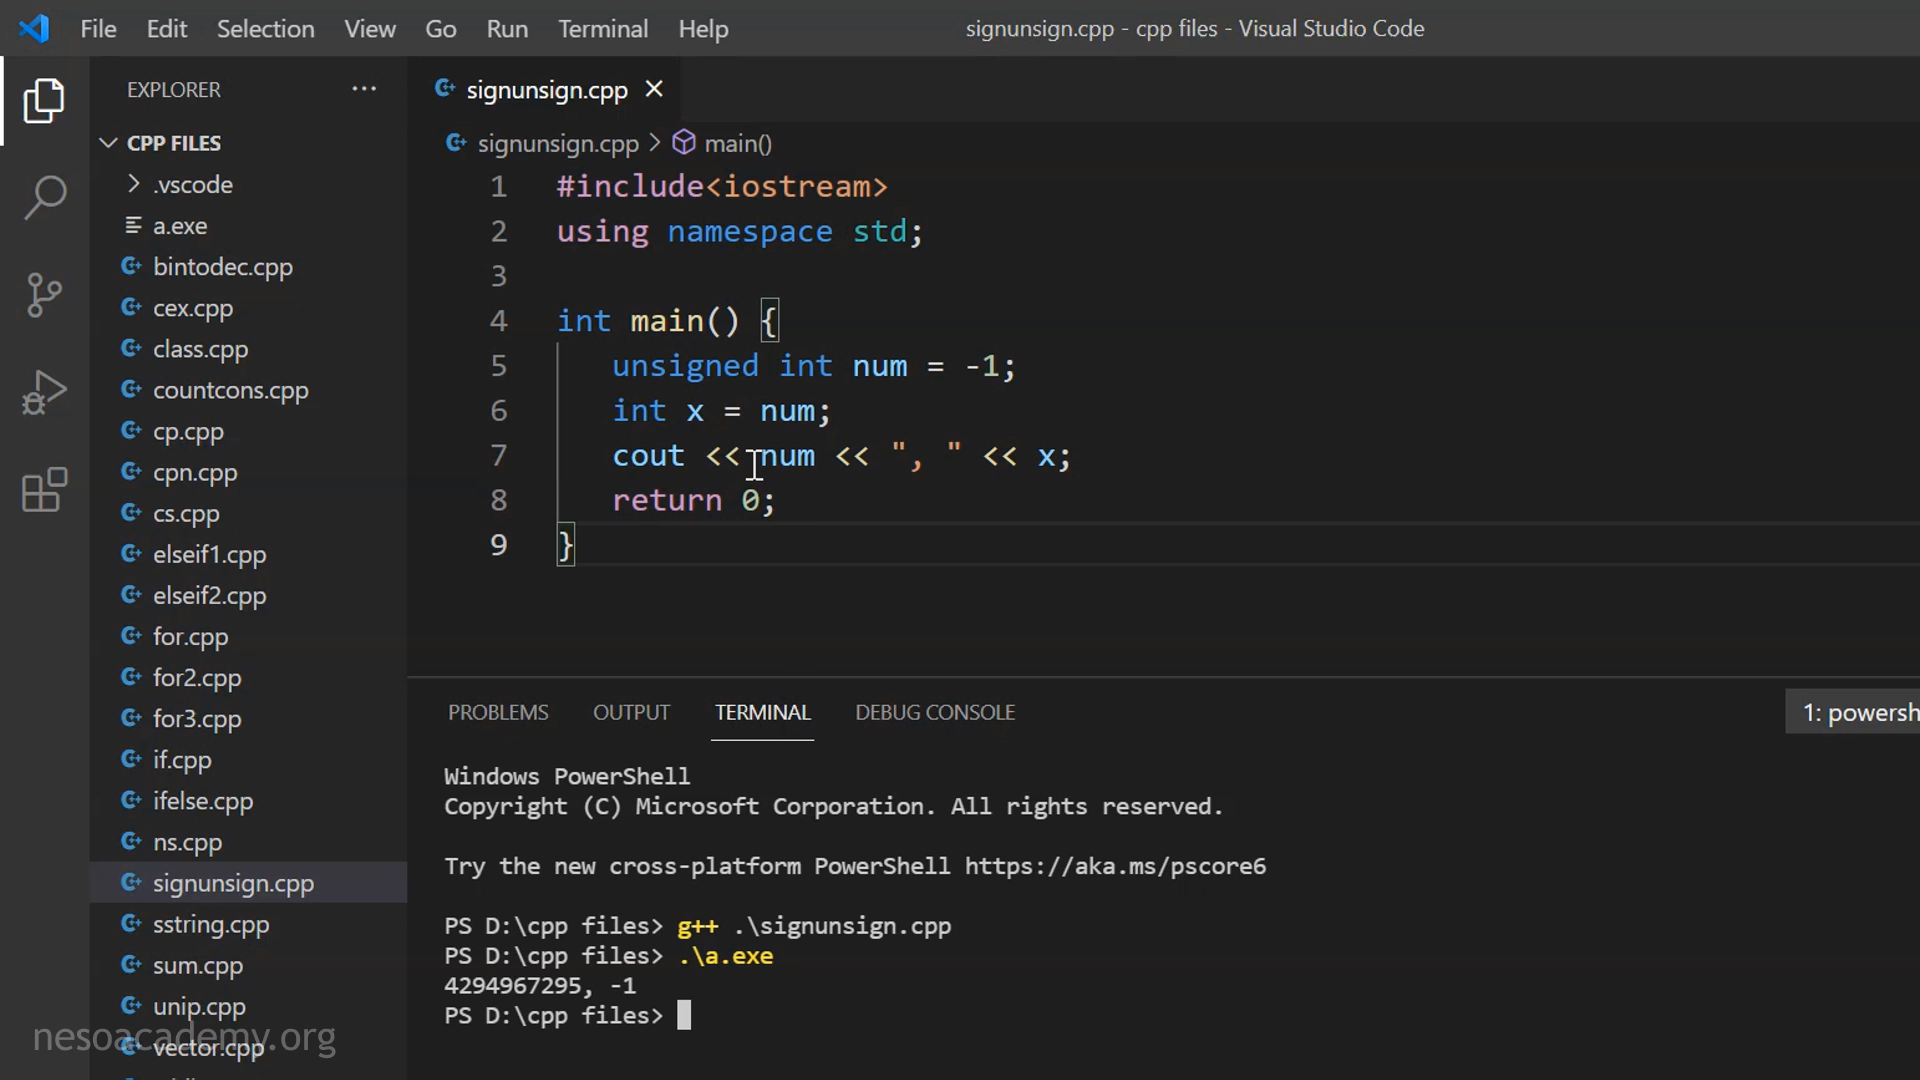 File Edit Selection View Go Run Terminal Help signunsign.cpp - cpp files - Visual Studio Code
EXPLORER ···
CPP FILES
.vscode
a.exe
bintodec.cpp
cex.cpp
class.cpp
countcons.cpp
cp.cpp
cpn.cpp
cs.cpp
elseif1.cpp
elseif2.cpp
for.cpp
for2.cpp
for3.cpp
if.cpp
ifelse.cpp
ns.cpp
signunsign.cpp
sstring.cpp
sum.cpp
unip.cpp
vector.cpp
nesoacademy.org
signunsign.cpp
signunsign.cpp > main()
1 #include<iostream>
2 using namespace std;
3
4 int main() {
5 unsigned int num = -1;
6 int x = num;
7 cout << num << ", " << x;
8 return 0;
9 }
PROBLEMS OUTPUT TERMINAL DEBUG CONSOLE 1: powersh
Windows PowerShell
Copyright (C) Microsoft Corporation. All rights reserved.
Try the new cross-platform PowerShell https://aka.ms/pscore6
PS D:\cpp files> g++ .\signunsign.cpp
PS D:\cpp files> .\a.exe
4294967295, -1
PS D:\cpp files>